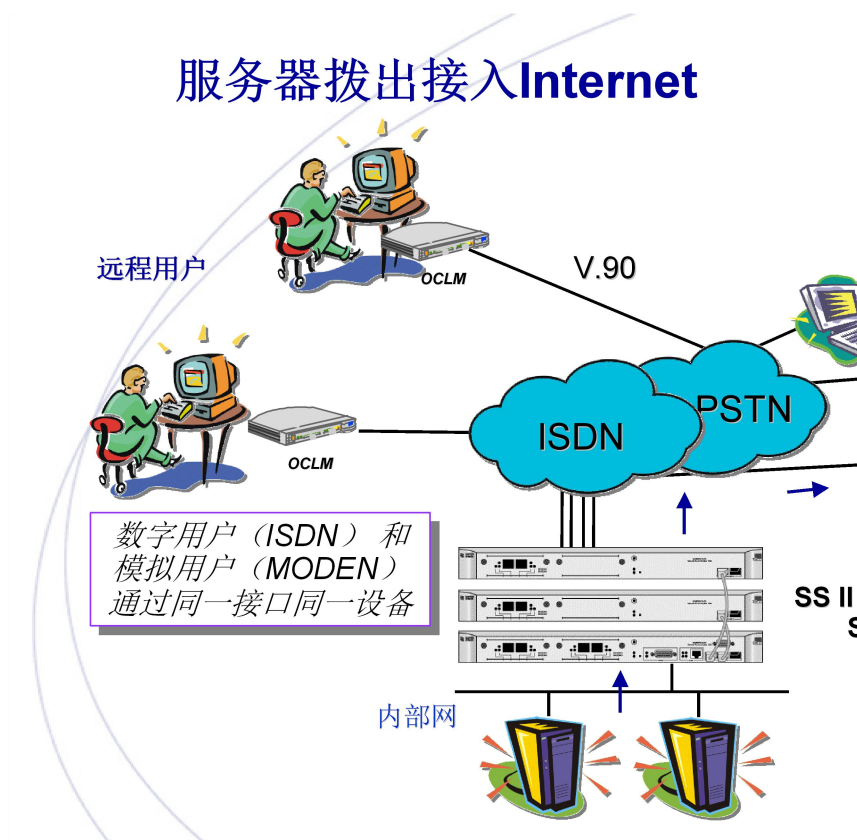 服务器拨出接入Internet
远程用户
OCLM
V.90
OCLM
ISDN
PSTN
数字用户（ISDN） 和
模拟用户（MODEN）
通过同一接口同一设备
SS II
S
内部网